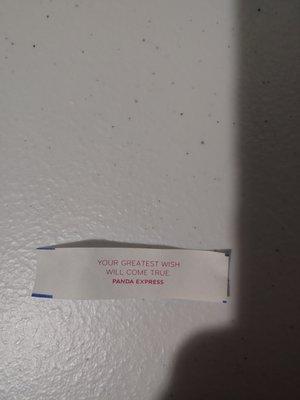 YOUR GREATEST WISH
WILL COME TRUE.
PANDA EXPRESS